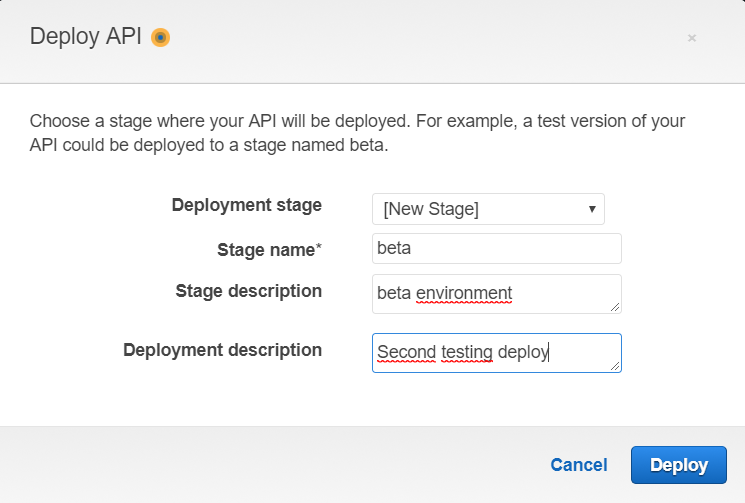 Deploy API
Choose a stage where your API will be deployed. For example, a test version of your
API could be deployed to a stage named beta.
Deployment stage [New Stage]
Stage name* beta
Stage description beta environment
Deployment description Second testing deploy
Cancel Deploy